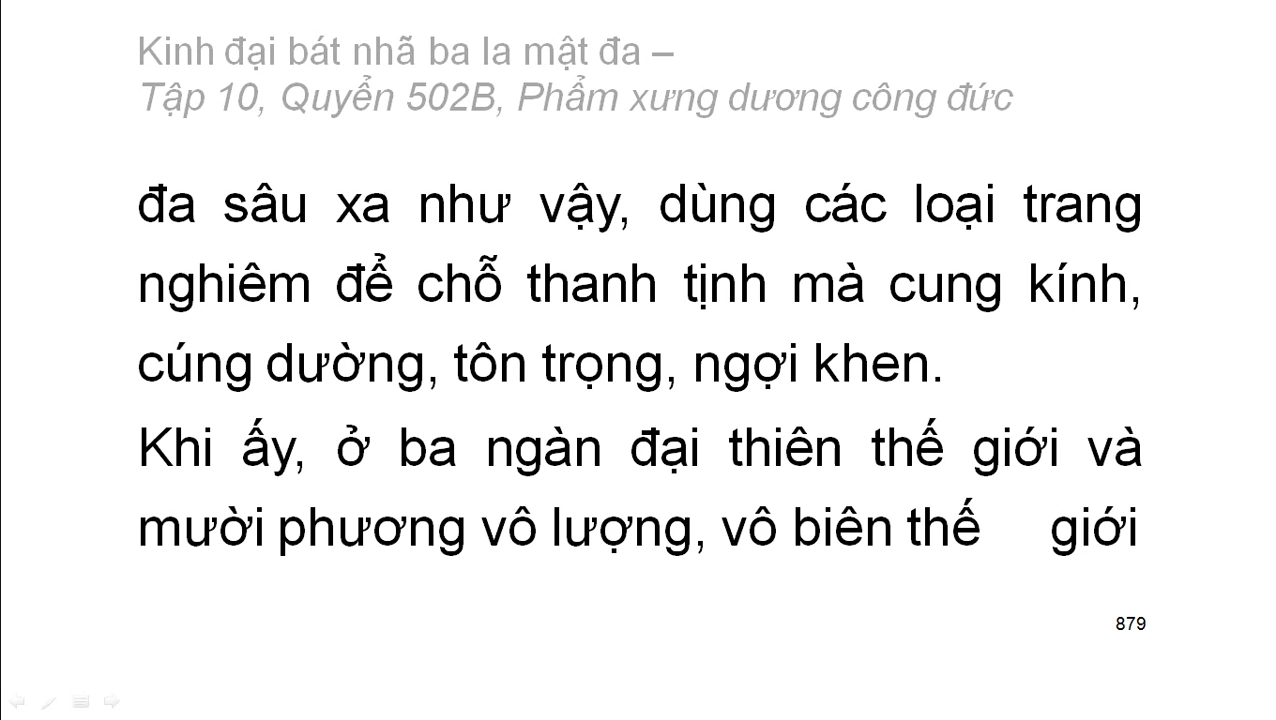 Kinh đại bát nhã ba la mật đa –
Tập 10, Quyển 502B, Phẩm xưng dương công đức
đa sâu xa như vậy, dùng các loại trang
nghiêm để chỗ thanh tịnh mà cung kính,
cúng dường, tôn trọng, ngợi khen.
Khi ấy, ở ba ngàn đại thiên thế giới và
mười phương vô lượng, vô biên thế giới
879